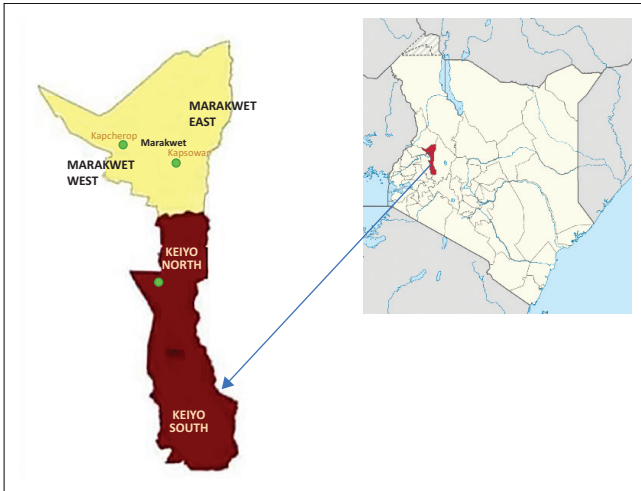 MARAKWET
EAST
Kapcherop
Marakwet
Kapsowar
MARAKWET
WEST
KEIYO
NORTH
KEIYO
SOUTH